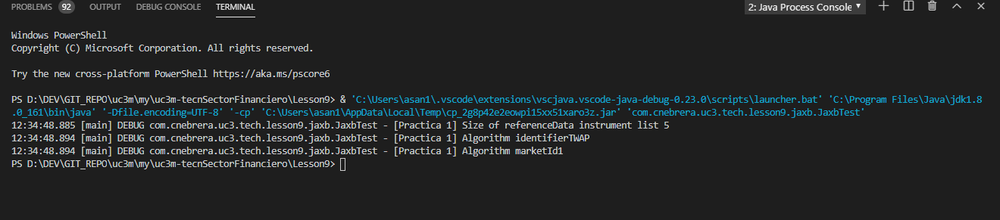 PROBLEMS 92 OUTPUT DEBUG CONSOLE TERMINAL 2: Java Process Console
Windows PowerShell
Copyright (C) Microsoft Corporation. All rights reserved.
Try the new cross-platform PowerShell https://aka.ms/pscore6
PS D:\DEV\GIT_REPO\uc3m\my\uc3m-tecnSectorFinanciero\Lesson9> & 'C:\Users\asan1\.vscode\extensions\vscjava.vscode-java-debug-0.23.0\scripts\launcher.bat' 'C:\Program Files\Java\jdk1.8
.0_161\bin\java' '-Dfile.encoding=UTF-8' '-cp' 'C:\Users\asan1\AppData\Local\Temp\cp_2g8p42e2eowpi15xx51xaro3z.jar' 'com.cnebrera.uc3.tech.lesson9.jaxb.JaxbTest'
12:34:48.885 [main] DEBUG com.cnebrera.uc3.tech.lesson9.jaxb.JaxbTest - [Practica 1] Size of referenceData instrument list 5
12:34:48.894 [main] DEBUG com.cnebrera.uc3.tech.lesson9.jaxb.JaxbTest - [Practica 1] Algorithm identifierTWAP
12:34:48.894 [main] DEBUG com.cnebrera.uc3.tech.lesson9.jaxb.JaxbTest - [Practica 1] Algorithm marketId1
PS D:\DEV\GIT_REPO\uc3m\my\uc3m-tecnSectorFinanciero\Lesson9>